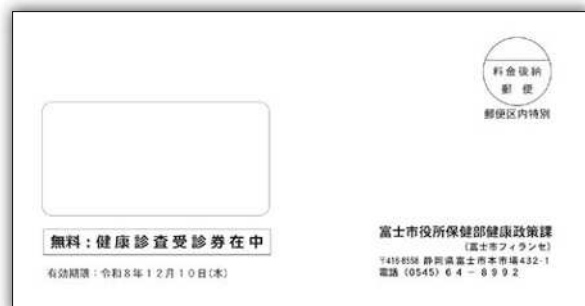 料金後納
郵便
郵便区内特別
無料：健康診査受診券在中
有効期限：令和8年12月10日(木)
富士市役所保健部健康政策課
(富士市フィランセ)
〒416-8558 静岡県富士市本市場432-1
電話 (0545) 64－8992